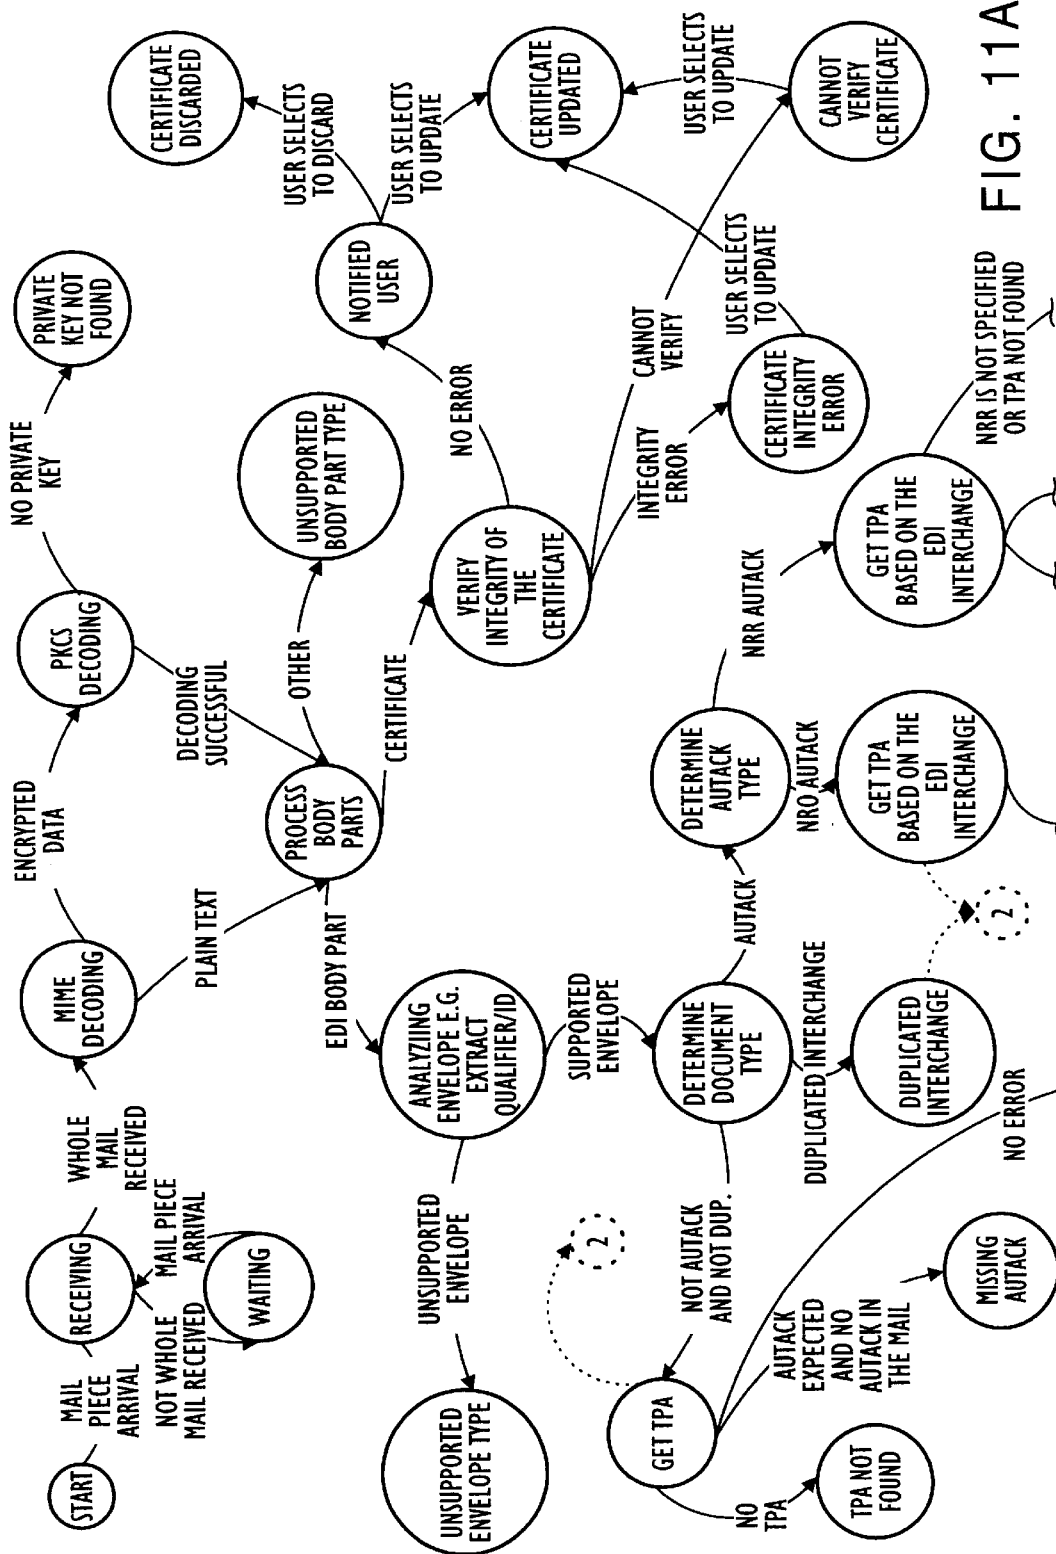 START
MAIL
PIECE
ARRIVAL
RECEIVING
NOT WHOLE
MAIL RECEIVED
MAIL PIECE
ARRIVAL
WAITING
WHOLE
MAIL
RECEIVED
MIME
DECODING
ENCRYPTED
DATA
PKCS
DECODING
NO PRIVATE
KEY
PRIVATE
KEY NOT
FOUND
PLAIN TEXT
DECODING
SUCCESSFUL
PROCESS
BODY
PARTS
OTHER
UNSUPPORTED
BODY PART TYPE
CERTIFICATE
VERIFY
INTEGRITY OF
THE
CERTIFICATE
NO ERROR
NOTIFIED
USER
USER SELECTS
TO DISCARD
CERTIFICATE
DISCARDED
USER SELECTS
TO UPDATE
CERTIFICATE
UPDATED
CANNOT
VERIFY
USER SELECTS
TO UPDATE
CANNOT
VERIFY
CERTIFICATE
INTEGRITY
ERROR
CERTIFICATE
INTEGRITY
ERROR
USER SELECTS
TO UPDATE
EDI BODY PART
ANALYZING
ENVELOPE E.G.
EXTRACT
QUALIFIER/ID
UNSUPPORTED
ENVELOPE
UNSUPPORTED
ENVELOPE TYPE
SUPPORTED
ENVELOPE
DETERMINE
DOCUMENT
TYPE
AUTACK
DETERMINE
AUTACK
TYPE
NRR AUTACK
GET TPA
BASED ON THE
EDI
INTERCHANGE
NRR IS NOT SPECIFIED
OR TPA NOT FOUND
NRO AUTACK
GET TPA
BASED ON THE
EDI
INTERCHANGE
2
DUPLICATED INTERCHANGE
DUPLICATED
INTERCHANGE
NOT AUTACK
AND NOT DUP.
2
GET TPA
NO
TPA
TPA NOT
FOUND
AUTACK
EXPECTED
AND NO
AUTACK IN
THE MAIL
MISSING
AUTACK
NO ERROR
FIG. 11A